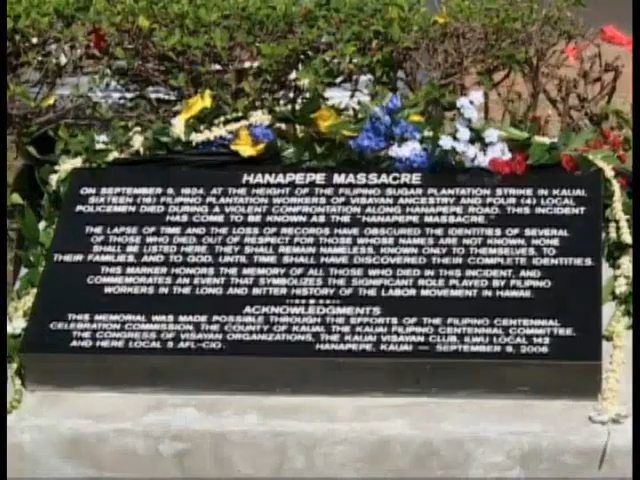 HANAPEPE MASSACRE
ON SEPTEMBER 9, 1924, AT THE HEIGHT OF THE FILIPINO SUGAR PLANTATION STRIKE IN KAUAI,
SIXTEEN (16) FILIPINO PLANTATION WORKERS OF VISAYAN ANCESTRY AND FOUR (4) LOCAL
POLICEMEN DIED DURING A VIOLENT CONFRONTATION ALONG HANAPEPE ROAD. THIS INCIDENT
HAS COME TO BE KNOWN AS THE "HANAPEPE MASSACRE."
THE LAPSE OF TIME AND THE LOSS OF RECORDS HAVE OBSCURED THE IDENTITIES OF SEVERAL
OF THOSE WHO DIED. OUT OF RESPECT FOR THOSE WHOSE NAMES ARE NOT KNOWN, NONE
SHALL BE LISTED HERE. THEY SHALL REMAIN NAMELESS, KNOWN ONLY TO THEMSELVES, TO
THEIR FAMILIES, AND TO GOD, UNTIL TIME SHALL HAVE DISCOVERED THEIR COMPLETE IDENTITIES.
THIS MARKER HONORS THE MEMORY OF ALL THOSE WHO DIED IN THIS INCIDENT, AND
COMMEMORATES AN EVENT THAT SYMBOLIZES THE SIGNIFICANT ROLE PLAYED BY FILIPINO
WORKERS IN THE LONG AND BITTER HISTORY OF THE LABOR MOVEMENT IN HAWAII.
ACKNOWLEDGMENTS
THIS MEMORIAL WAS MADE POSSIBLE THROUGH THE EFFORTS OF THE FILIPINO CENTENNIAL
CELEBRATION COMMISSION, THE COUNTY OF KAUAI, THE KAUAI FILIPINO CENTENNIAL COMMITTEE,
THE CONGRESS OF VISAYAN ORGANIZATIONS, THE KAUAI VISAYAN CLUB, ILWU LOCAL 142
AND HERE LOCAL 5 AFL-CIO. HANAPEPE, KAUAI — SEPTEMBER 9, 2006